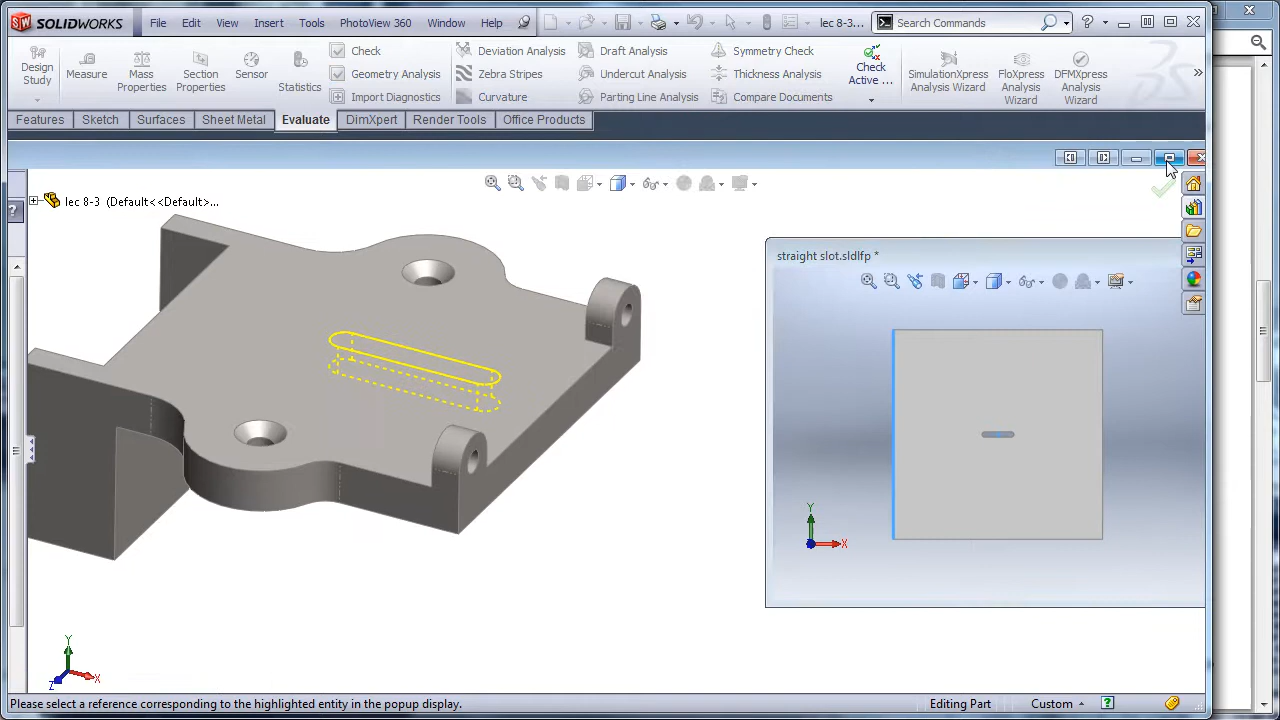 SOLIDWORKS File Edit View Insert Tools PhotoView 360 Window Help lec 8-3... Search Commands
Design Study
Measure
Mass Properties
Section Properties
Sensor
Statistics
Check
Geometry Analysis
Import Diagnostics
Deviation Analysis
Zebra Stripes
Curvature
Draft Analysis
Undercut Analysis
Parting Line Analysis
Symmetry Check
Thickness Analysis
Compare Documents
Check Active ...
SimulationXpress Analysis Wizard
FloXpress Analysis Wizard
DFMXpress Analysis Wizard
Features Sketch Surfaces Sheet Metal Evaluate DimXpert Render Tools Office Products
lec 8-3 (Default<<Default>...
straight slot.sldlfp *
Y
X
Y
X
Z
Please select a reference corresponding to the highlighted entity in the popup display. Editing Part Custom